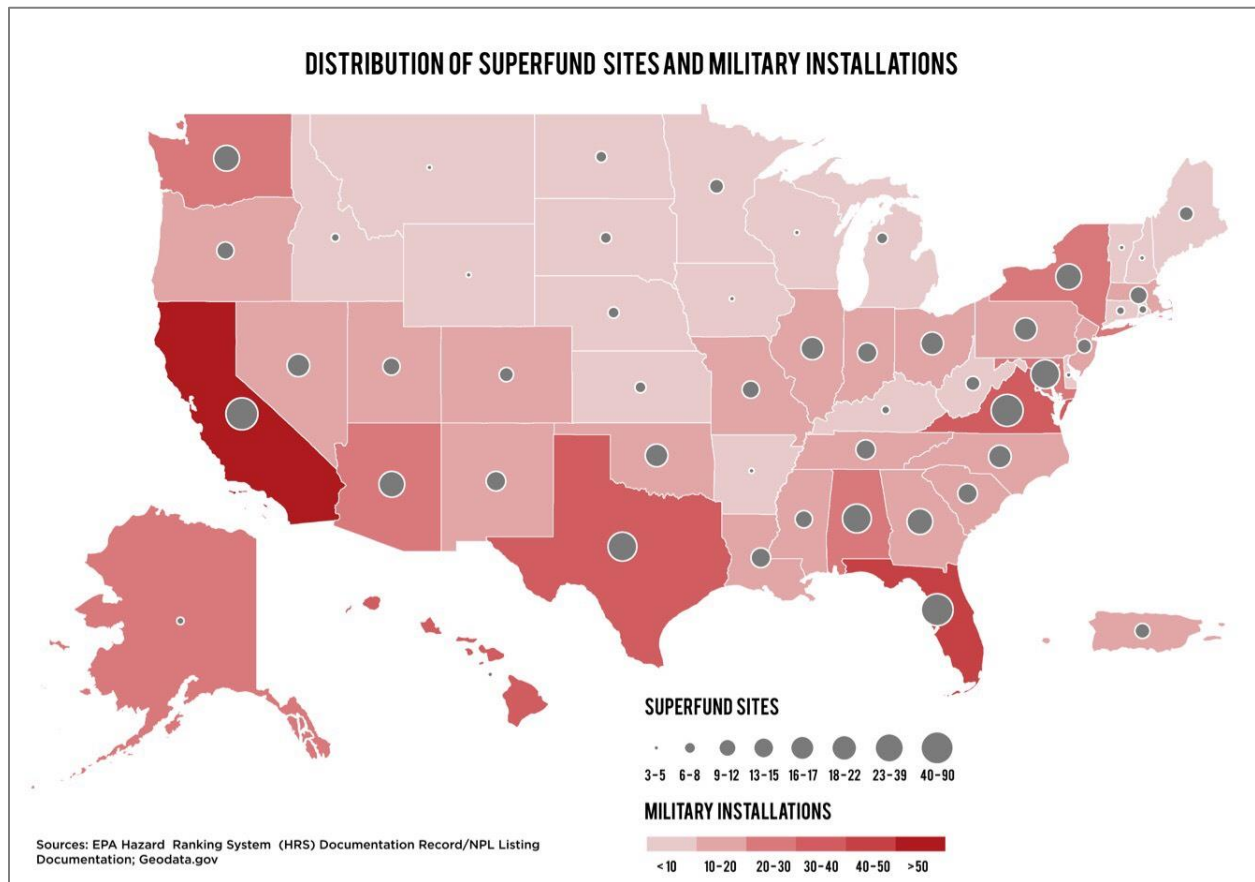 DISTRIBUTION OF SUPERFUND SITES AND MILITARY INSTALLATIONS
SUPERFUND SITES
3-5 6-8 9-12 13-15 16-17 18-22 23-39 40-90
MILITARY INSTALLATIONS
<10 10-20 20-30 30-40 40-50 >50
Sources: EPA Hazard Ranking System (HRS) Documentation Record/NPL Listing
Documentation; Geodata.gov